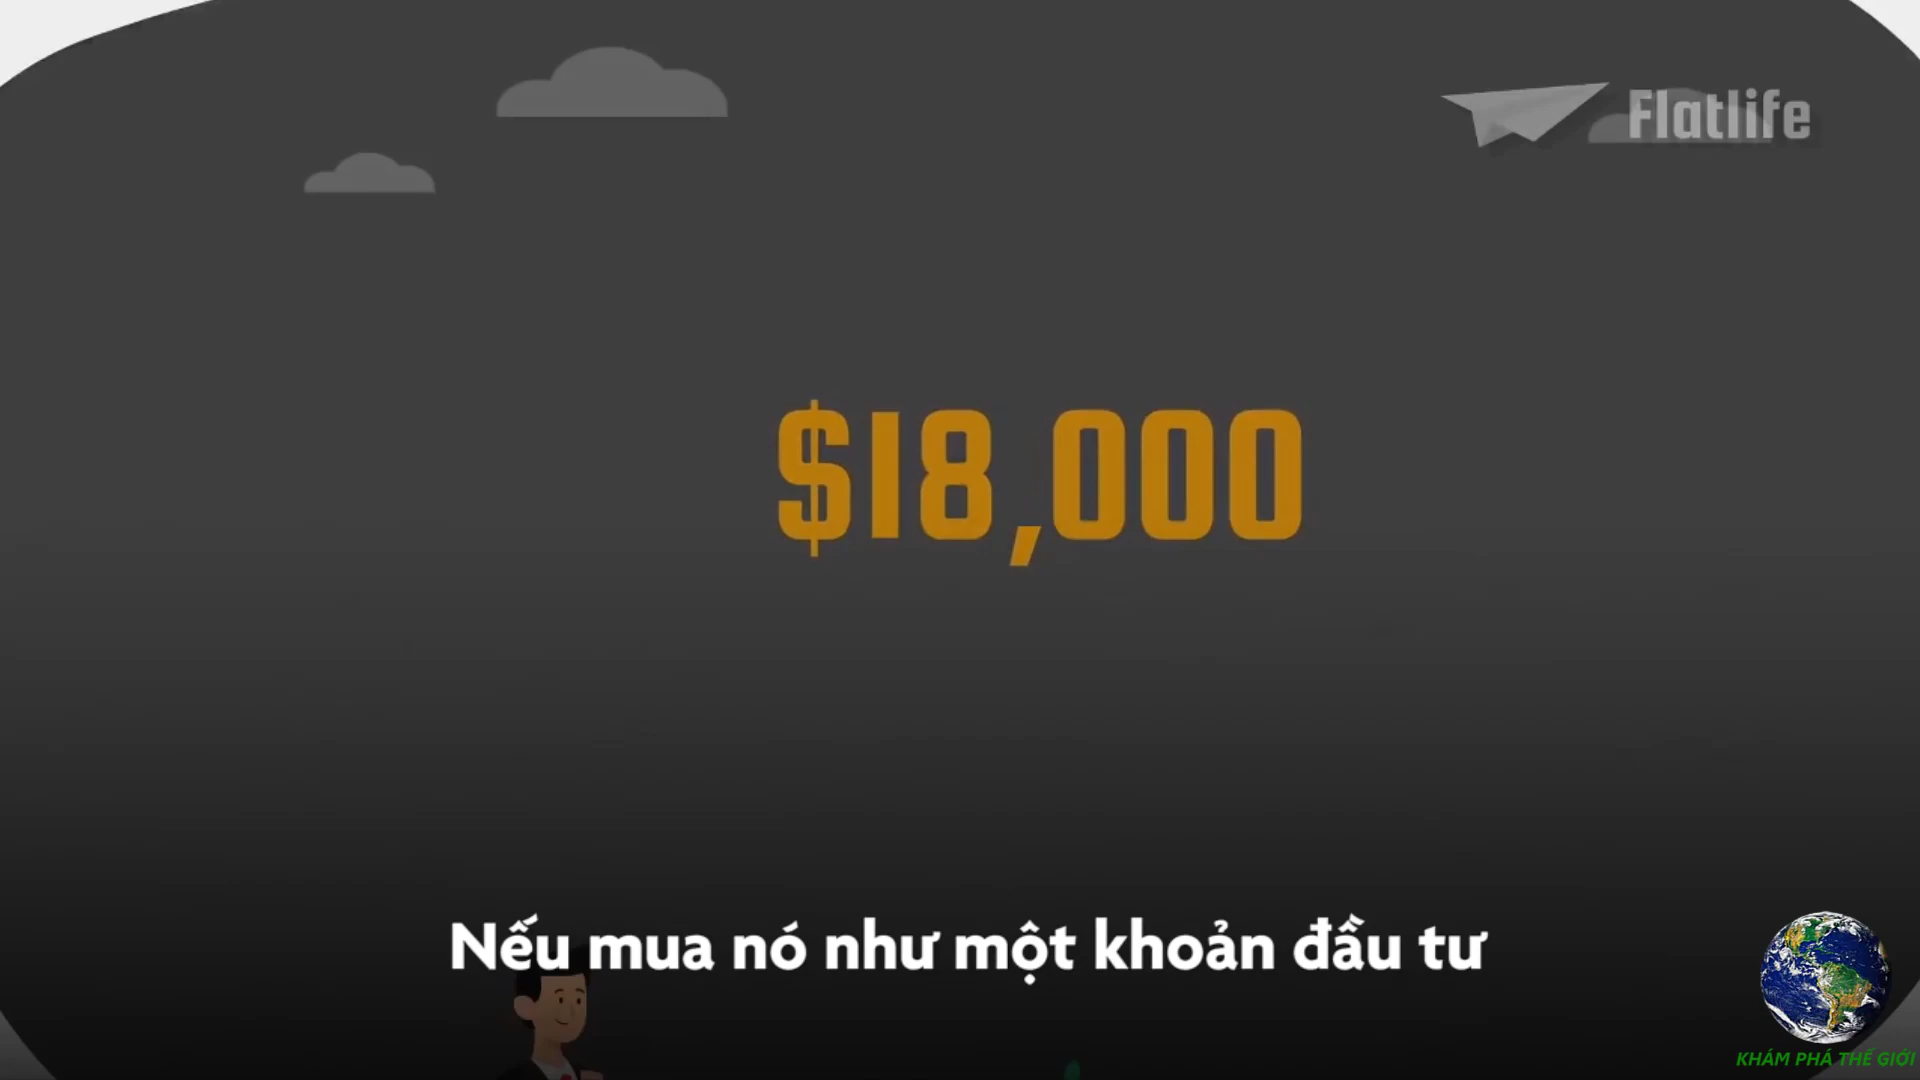 Flatlife
$18,000
Nếu mua nó như một khoản đầu tư
KHÁM PHÁ THẾ GIỚI